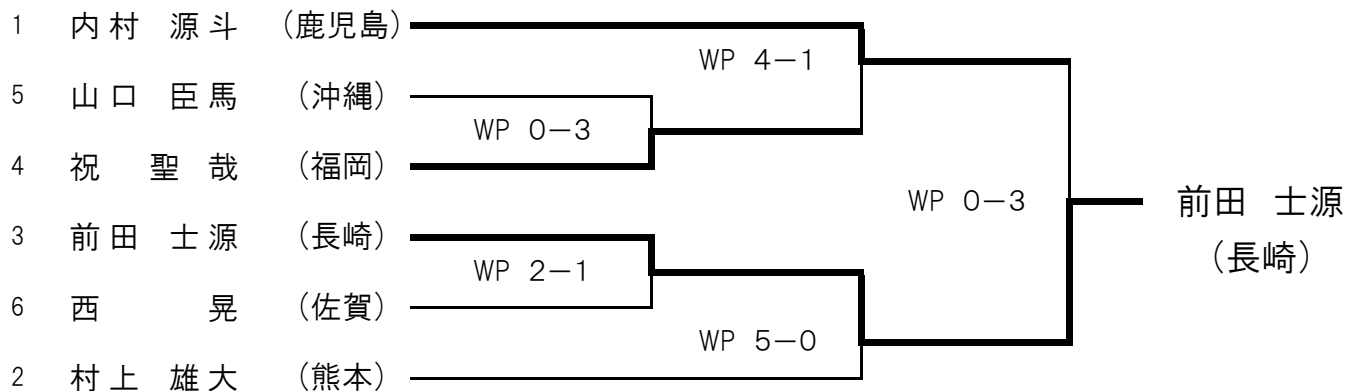 1 内村 源斗 （鹿児島）
WP 4－1
5 山口 臣馬 （沖縄）
WP 0－3
4 祝 聖哉 （福岡）
WP 0－3
前田 士源
（長崎）
3 前田 士源 （長崎）
WP 2－1
6 西 晃 （佐賀）
WP 5－0
2 村上 雄大 （熊本）